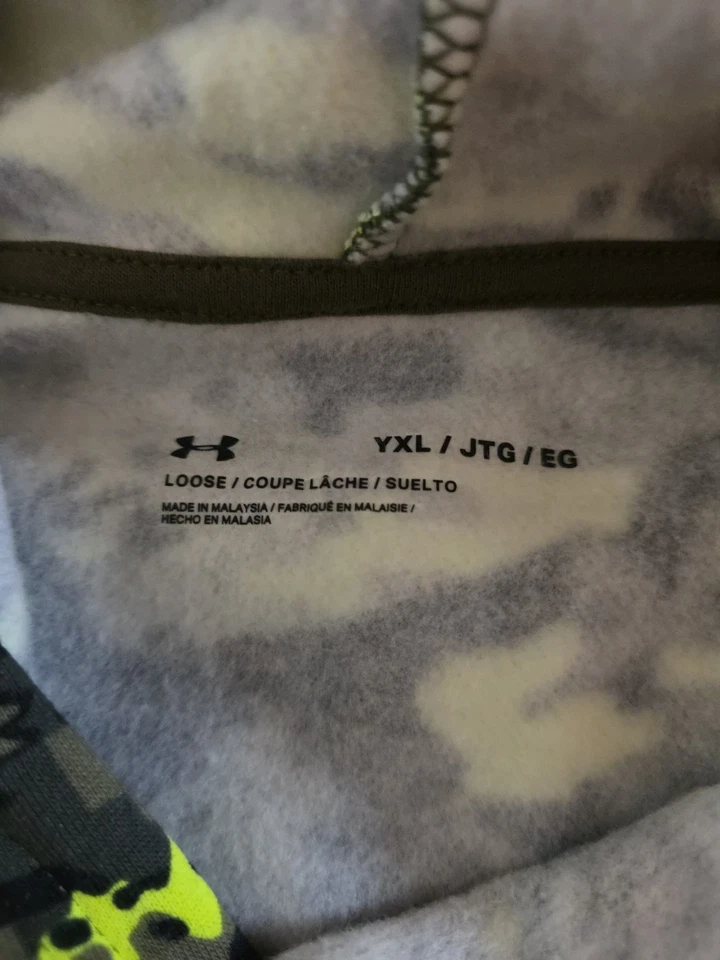 YXL / JTG / EG
LOOSE / COUPE LÂCHE / SUELTO
MADE IN MALAYSIA / FABRIQUÉ EN MALAISIE /
HECHO EN MALASIA